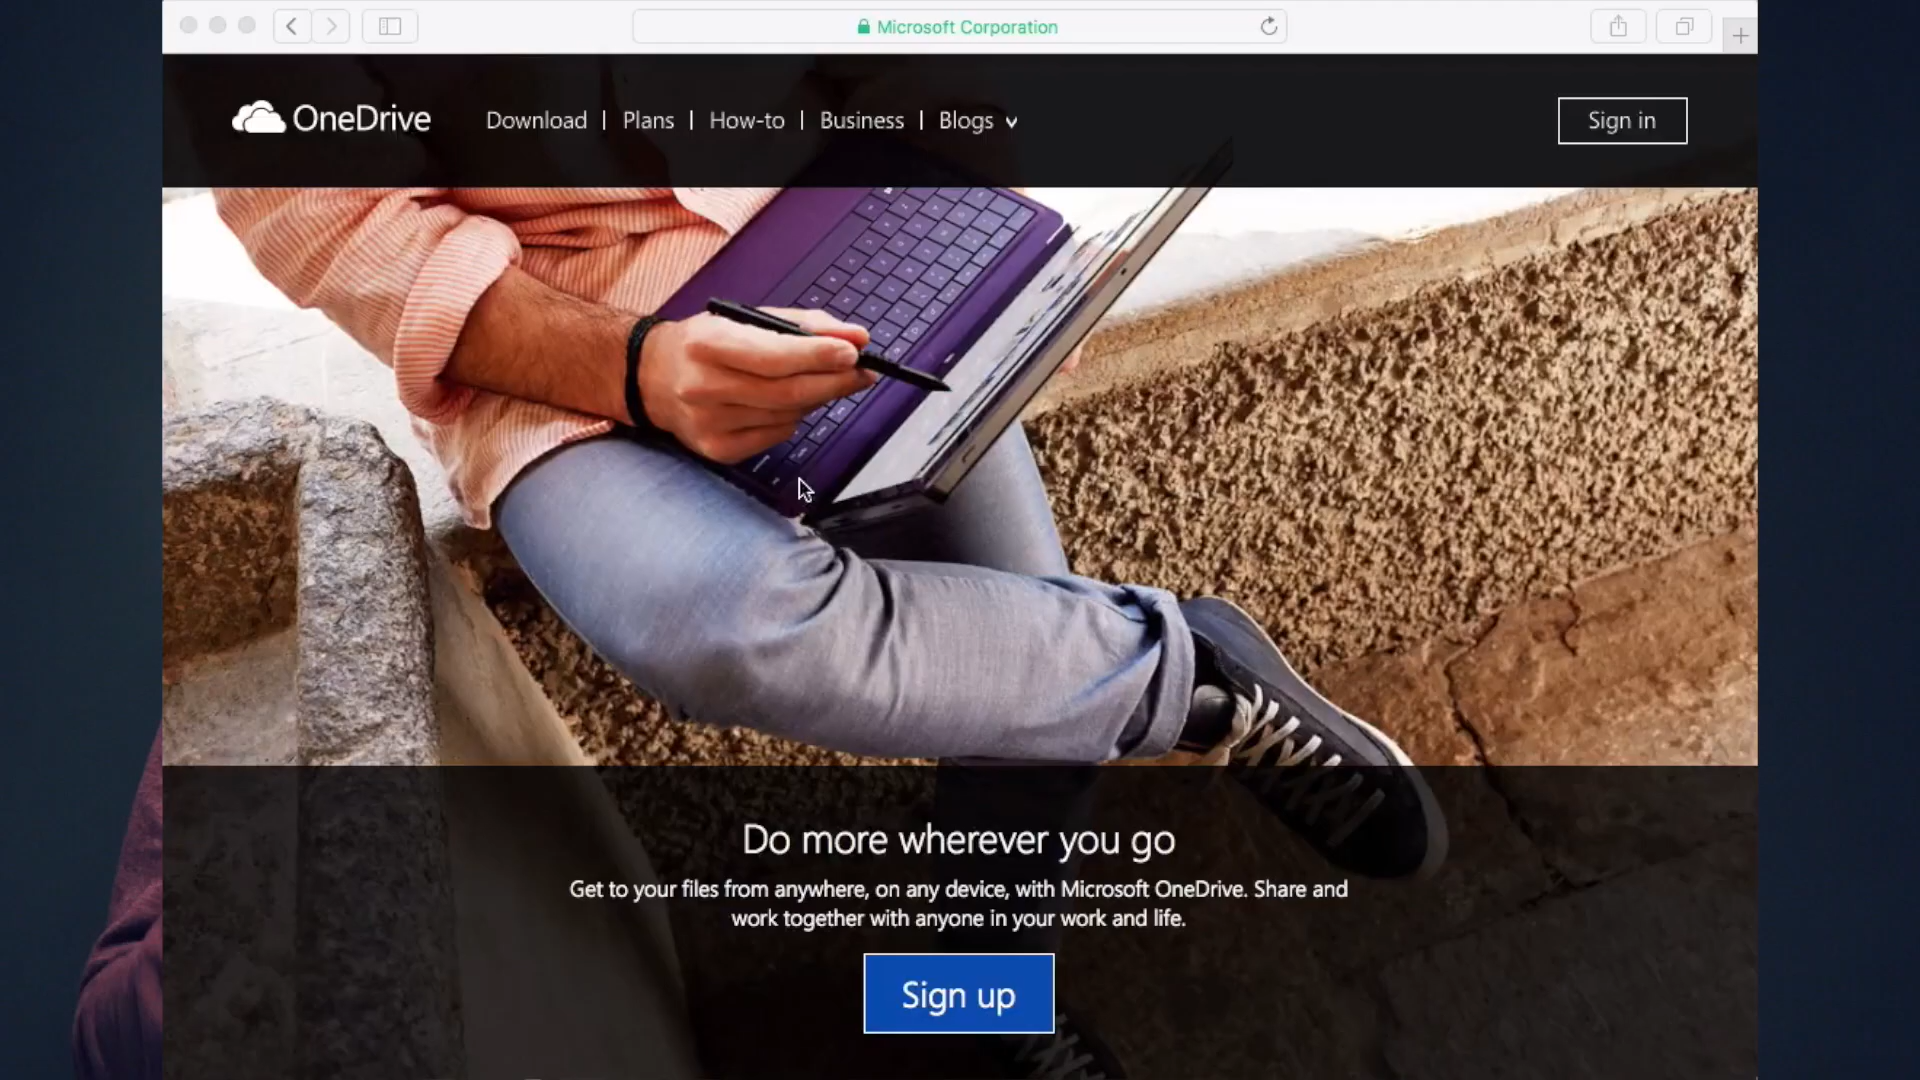 Microsoft Corporation
OneDrive
Download | Plans | How-to | Business | Blogs
Sign in
Do more wherever you go
Get to your files from anywhere, on any device, with Microsoft OneDrive. Share and
work together with anyone in your work and life.
Sign up